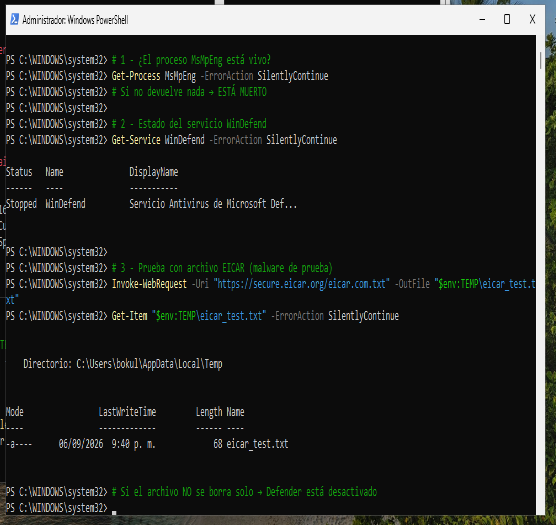 Administrador: Windows PowerShell
PS C:\WINDOWS\system32> # 1 - ¿El proceso MsMpEng está vivo?
PS C:\WINDOWS\system32> Get-Process MsMpEng -ErrorAction SilentlyContinue
PS C:\WINDOWS\system32> # Si no devuelve nada → ESTÁ MUERTO
PS C:\WINDOWS\system32>
PS C:\WINDOWS\system32> # 2 - Estado del servicio WinDefend
PS C:\WINDOWS\system32> Get-Service WinDefend -ErrorAction SilentlyContinue
Status   Name               DisplayName
------   ----               -----------
Stopped  WinDefend          Servicio Antivirus de Microsoft Def...
PS C:\WINDOWS\system32>
PS C:\WINDOWS\system32> # 3 - Prueba con archivo EICAR (malware de prueba)
PS C:\WINDOWS\system32> Invoke-WebRequest -Uri "https://secure.eicar.org/eicar.com.txt" -OutFile "$env:TEMP\eicar_test.t
xt"
PS C:\WINDOWS\system32> Get-Item "$env:TEMP\eicar_test.txt" -ErrorAction SilentlyContinue
Directorio: C:\Users\bokul\AppData\Local\Temp
Mode                 LastWriteTime         Length Name
----                 -------------         ------ ----
-a----     06/09/2026  9:40 p. m.             68 eicar_test.txt
PS C:\WINDOWS\system32> # Si el archivo NO se borra solo → Defender está desactivado
PS C:\WINDOWS\system32>